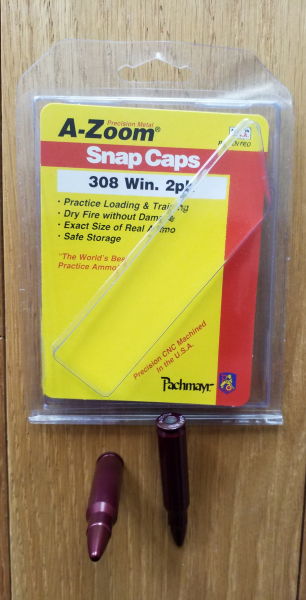 Precision Metal
A-Zoom®
Snap Caps
308 Win. 2pk.
· Practice Loading & Training
· Dry Fire without Damage
· Exact Size of Real Ammo
· Safe Storage
"The World's Best
Practice Ammo"
Precision CNC Machined
In the U.S.A.
Pachmayr